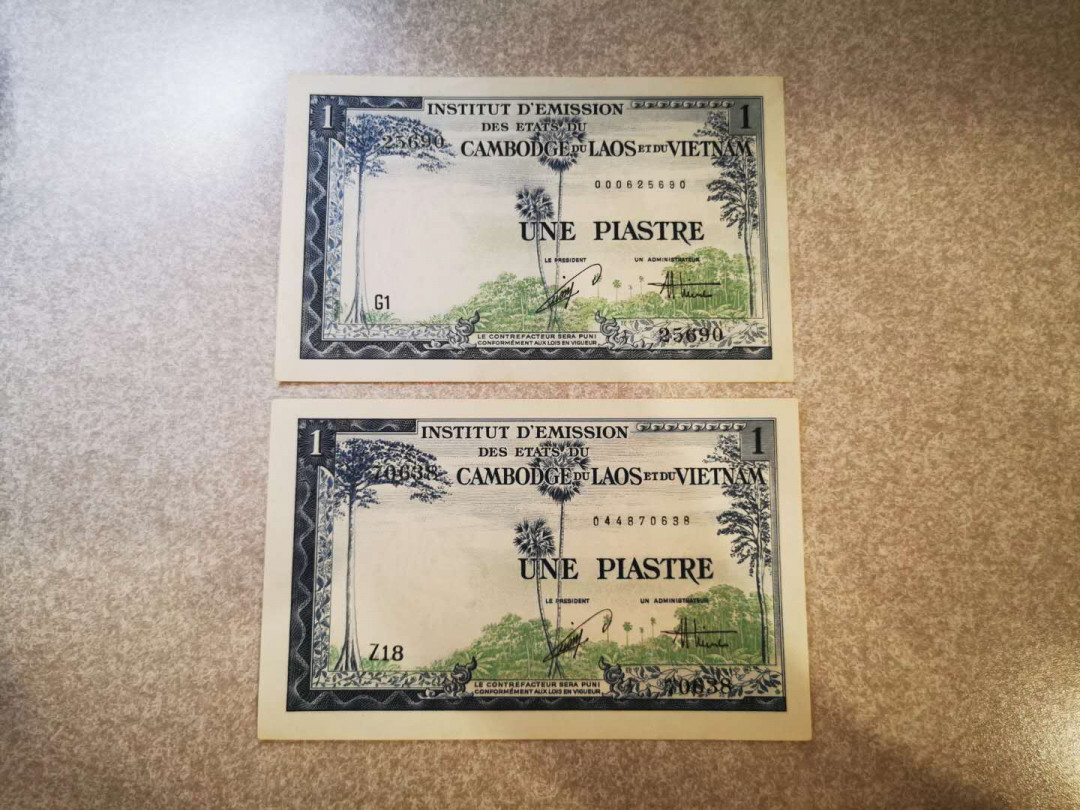 1 INSTITUT D'EMISSION 1
DES ETATS DU
25690 CAMBODGE DU LAOS ET DU VIETNAM
000625690
UNE PIASTRE
LE PRESIDENT UN ADMINISTRATEUR
G1
LE CONTREFACTEUR SERA PUNI 25690
CONFORMÉMENT AUX LOIS EN VIGUEUR
1 INSTITUT D'EMISSION 1
DES ETATS DU
70638 CAMBODGE DU LAOS ET DU VIETNAM
044870638
UNE PIASTRE
LE PRESIDENT UN ADMINISTRATEUR
Z18
LE CONTREFACTEUR SERA PUNI 70638
CONFORMÉMENT AUX LOIS EN VIGUEUR